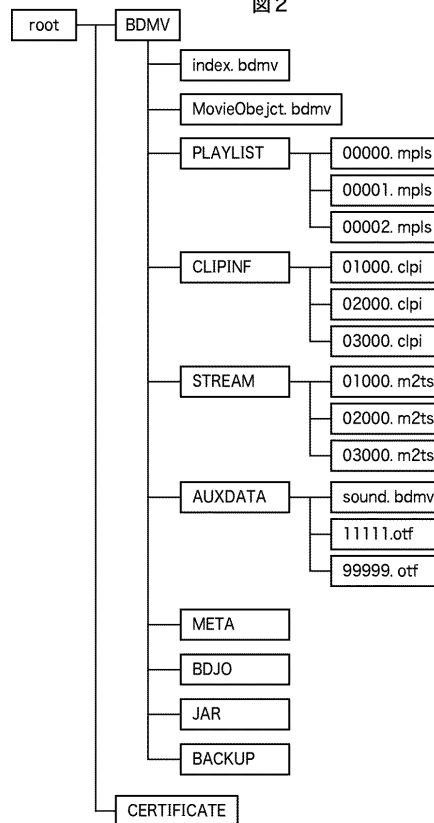 図2
root
BDMV
index. bdmv
MovieObejct. bdmv
PLAYLIST
00000. mpls
00001. mpls
00002. mpls
CLIPINF
01000. clpi
02000. clpi
03000. clpi
STREAM
01000. m2ts
02000. m2ts
03000. m2ts
AUXDATA
sound. bdmv
11111.otf
99999. otf
META
BDJO
JAR
BACKUP
CERTIFICATE